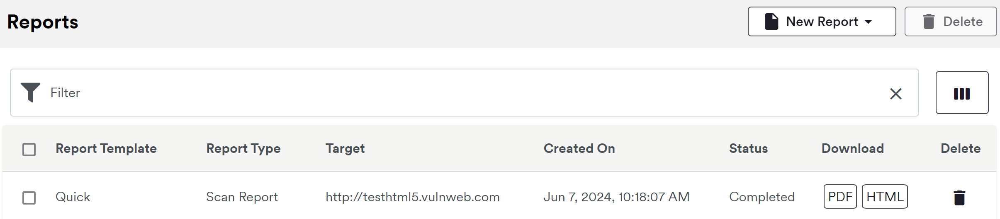 Reports New Report Delete
Filter
Report Template Report Type Target Created On Status Download Delete
Quick Scan Report http://testhtml5.vulnweb.com Jun 7, 2024, 10:18:07 AM Completed PDF HTML